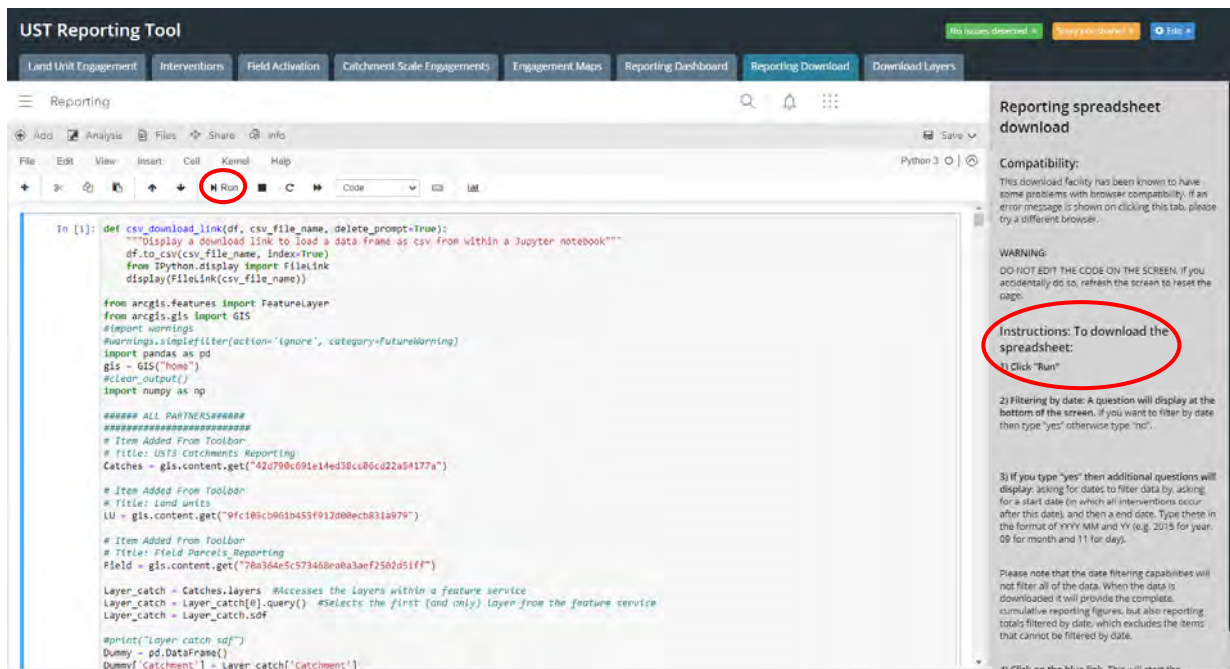 UST Reporting Tool
No issues detected
Edit
Land Unit Engagement Interventions Field Activation Catchment Scale Engagements Engagement Maps Reporting Dashboard Reporting Download Download Layers
Reporting
Add Analysis Files Share Info
Save
File Edit View Insert Cell Kernel Help
Python 3
Run Code
In [1]: def csv_download_link(df, csv_file_name, delete_prompt=True):
"""Display a download link to load a data frame as csv from within a Jupyter notebook"""
df.to_csv(csv_file_name, index=True)
from IPython.display import FileLink
display(FileLink(csv_file_name))
from arcgis.features import FeatureLayer
from arcgis.gis import GIS
#import warnings
#warnings.simplefilter(action='ignore', category=FutureWarning)
import pandas as pd
gis = GIS("home")
#clear_output()
import numpy as np
###### ALL PARTNERS######
##########################
# Item Added From Toolbar
# Title: UST3 Catchments Reporting
Catches = gis.content.get("42d790c691e14ed38cc06cd22a54177a")
# Item Added From Toolbar
# Title: Land units
LU = gis.content.get("9fc105cb961b455f912d00ecb831a979")
# Item Added From Toolbar
# Title: Field Parcels_Reporting
Field = gis.content.get("70a364e5c573468ea0a3aef2502d51ff")
Layer_catch = Catches.layers #Accesses the layers within a feature service
Layer_catch = Layer_catch[0].query() #Selects the first (and only) layer from the feature service
Layer_catch = Layer_catch.sdf
#print("Layer catch sdf")
Dummy = pd.DataFrame()
Dummy['Catchment'] = Layer_catch['Catchment']
Reporting spreadsheet
download
Compatibility:
This download facility has been known to have
some problems with browser compatibility. If an
error message is shown on clicking this tab, please
try a different browser.
WARNING:
DO NOT EDIT THE CODE ON THE SCREEN. If you
accidentally do so, refresh the screen to reset the
page.
Instructions: To download the
spreadsheet:
1) Click "Run"
2) Filtering by date: A question will display at the
bottom of the screen. If you want to filter by date
then type "yes" otherwise type "no".
3) If you type "yes" then additional questions will
display: asking for dates to filter data by, asking
for a start date (in which all interventions occur
after this date), and then a end date. Type these in
the format of YYYY MM and YY (e.g. 2015 for year,
09 for month and 11 for day).
Please note that the date filtering capabilities will
not filter all of the data. When the data is
downloaded it will provide the complete,
cumulative reporting figures, but also reporting
totals filtered by date, which excludes the items
that cannot be filtered by date.
4) Click on the blue link. This will start the